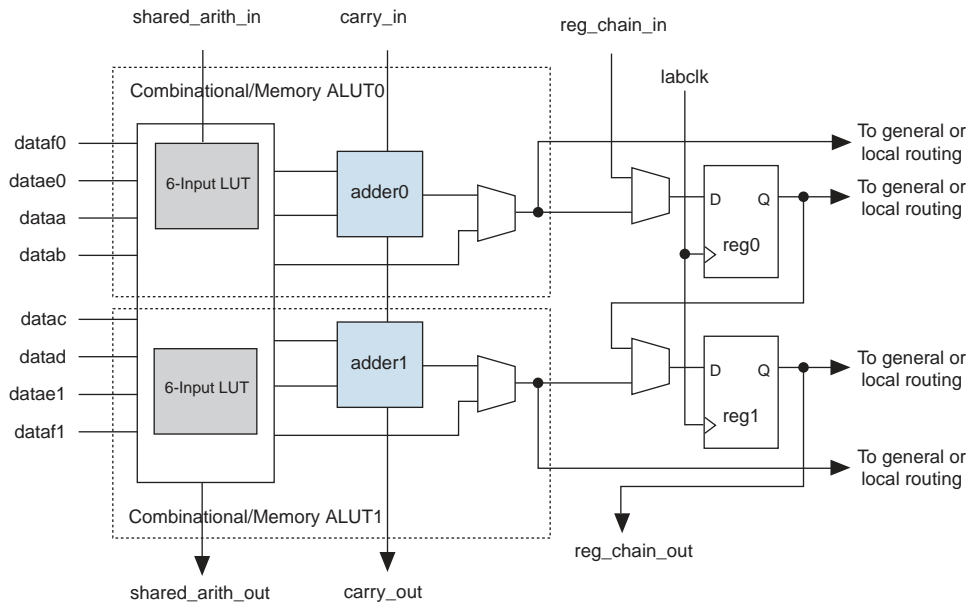 shared_arith_in
carry_in
reg_chain_in
labclk
Combinational/Memory ALUT0
dataf0
datae0
dataa
datab
6-Input LUT
adder0
D
Q
reg0
To general or
local routing
To general or
local routing
datac
datad
datae1
dataf1
6-Input LUT
adder1
D
Q
reg1
To general or
local routing
To general or
local routing
Combinational/Memory ALUT1
reg_chain_out
shared_arith_out
carry_out